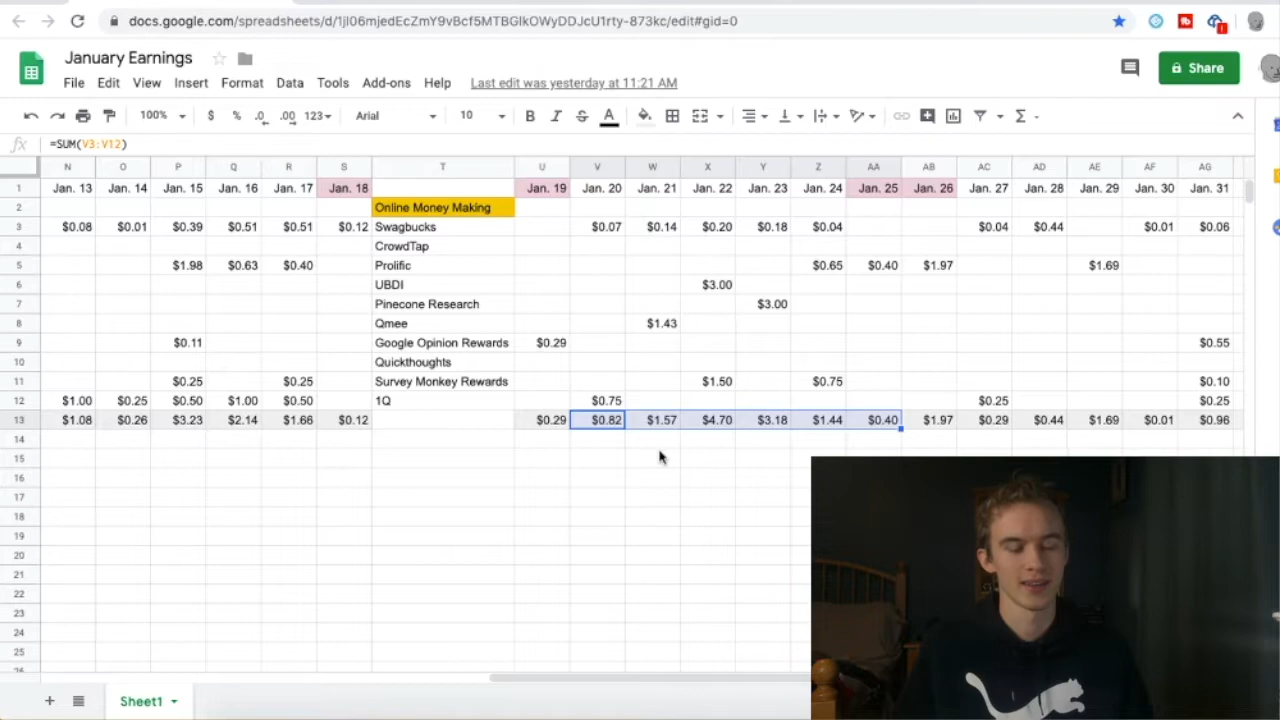 docs.google.com/spreadsheets/d/1jl06mjedEcZmY9vBcf5MTBGlkOWyDDJcU1rty-873kc/edit#gid=0
January Earnings
File Edit View Insert Format Data Tools Add-ons Help Last edit was yesterday at 11:21 AM
Share
100% $ % .0 .00 123 Arial 10 B I S A
fx =SUM(V3:V12)
N O P Q R S T U V W X Y Z AA AB AC AD AE AF AG
1 Jan. 13 Jan. 14 Jan. 15 Jan. 16 Jan. 17 Jan. 18 Jan. 19 Jan. 20 Jan. 21 Jan. 22 Jan. 23 Jan. 24 Jan. 25 Jan. 26 Jan. 27 Jan. 28 Jan. 29 Jan. 30 Jan. 31
2 Online Money Making
3 $0.08 $0.01 $0.39 $0.51 $0.51 $0.12 Swagbucks $0.07 $0.14 $0.20 $0.18 $0.04 $0.04 $0.44 $0.01 $0.06
4 CrowdTap
5 $1.98 $0.63 $0.40 Prolific $0.65 $0.40 $1.97 $1.69
6 UBDI $3.00
7 Pinecone Research $3.00
8 Qmee $1.43
9 $0.11 Google Opinion Rewards $0.29 $0.55
10 Quickthoughts
11 $0.25 $0.25 Survey Monkey Rewards $1.50 $0.75 $0.10
12 $1.00 $0.25 $0.50 $1.00 $0.50 1Q $0.75 $0.25 $0.25
13 $1.08 $0.26 $3.23 $2.14 $1.66 $0.12 $0.29 $0.82 $1.57 $4.70 $3.18 $1.44 $0.40 $1.97 $0.29 $0.44 $1.69 $0.01 $0.96
14
15
16
17
18
19
20
21
22
23
24
25
Sheet1